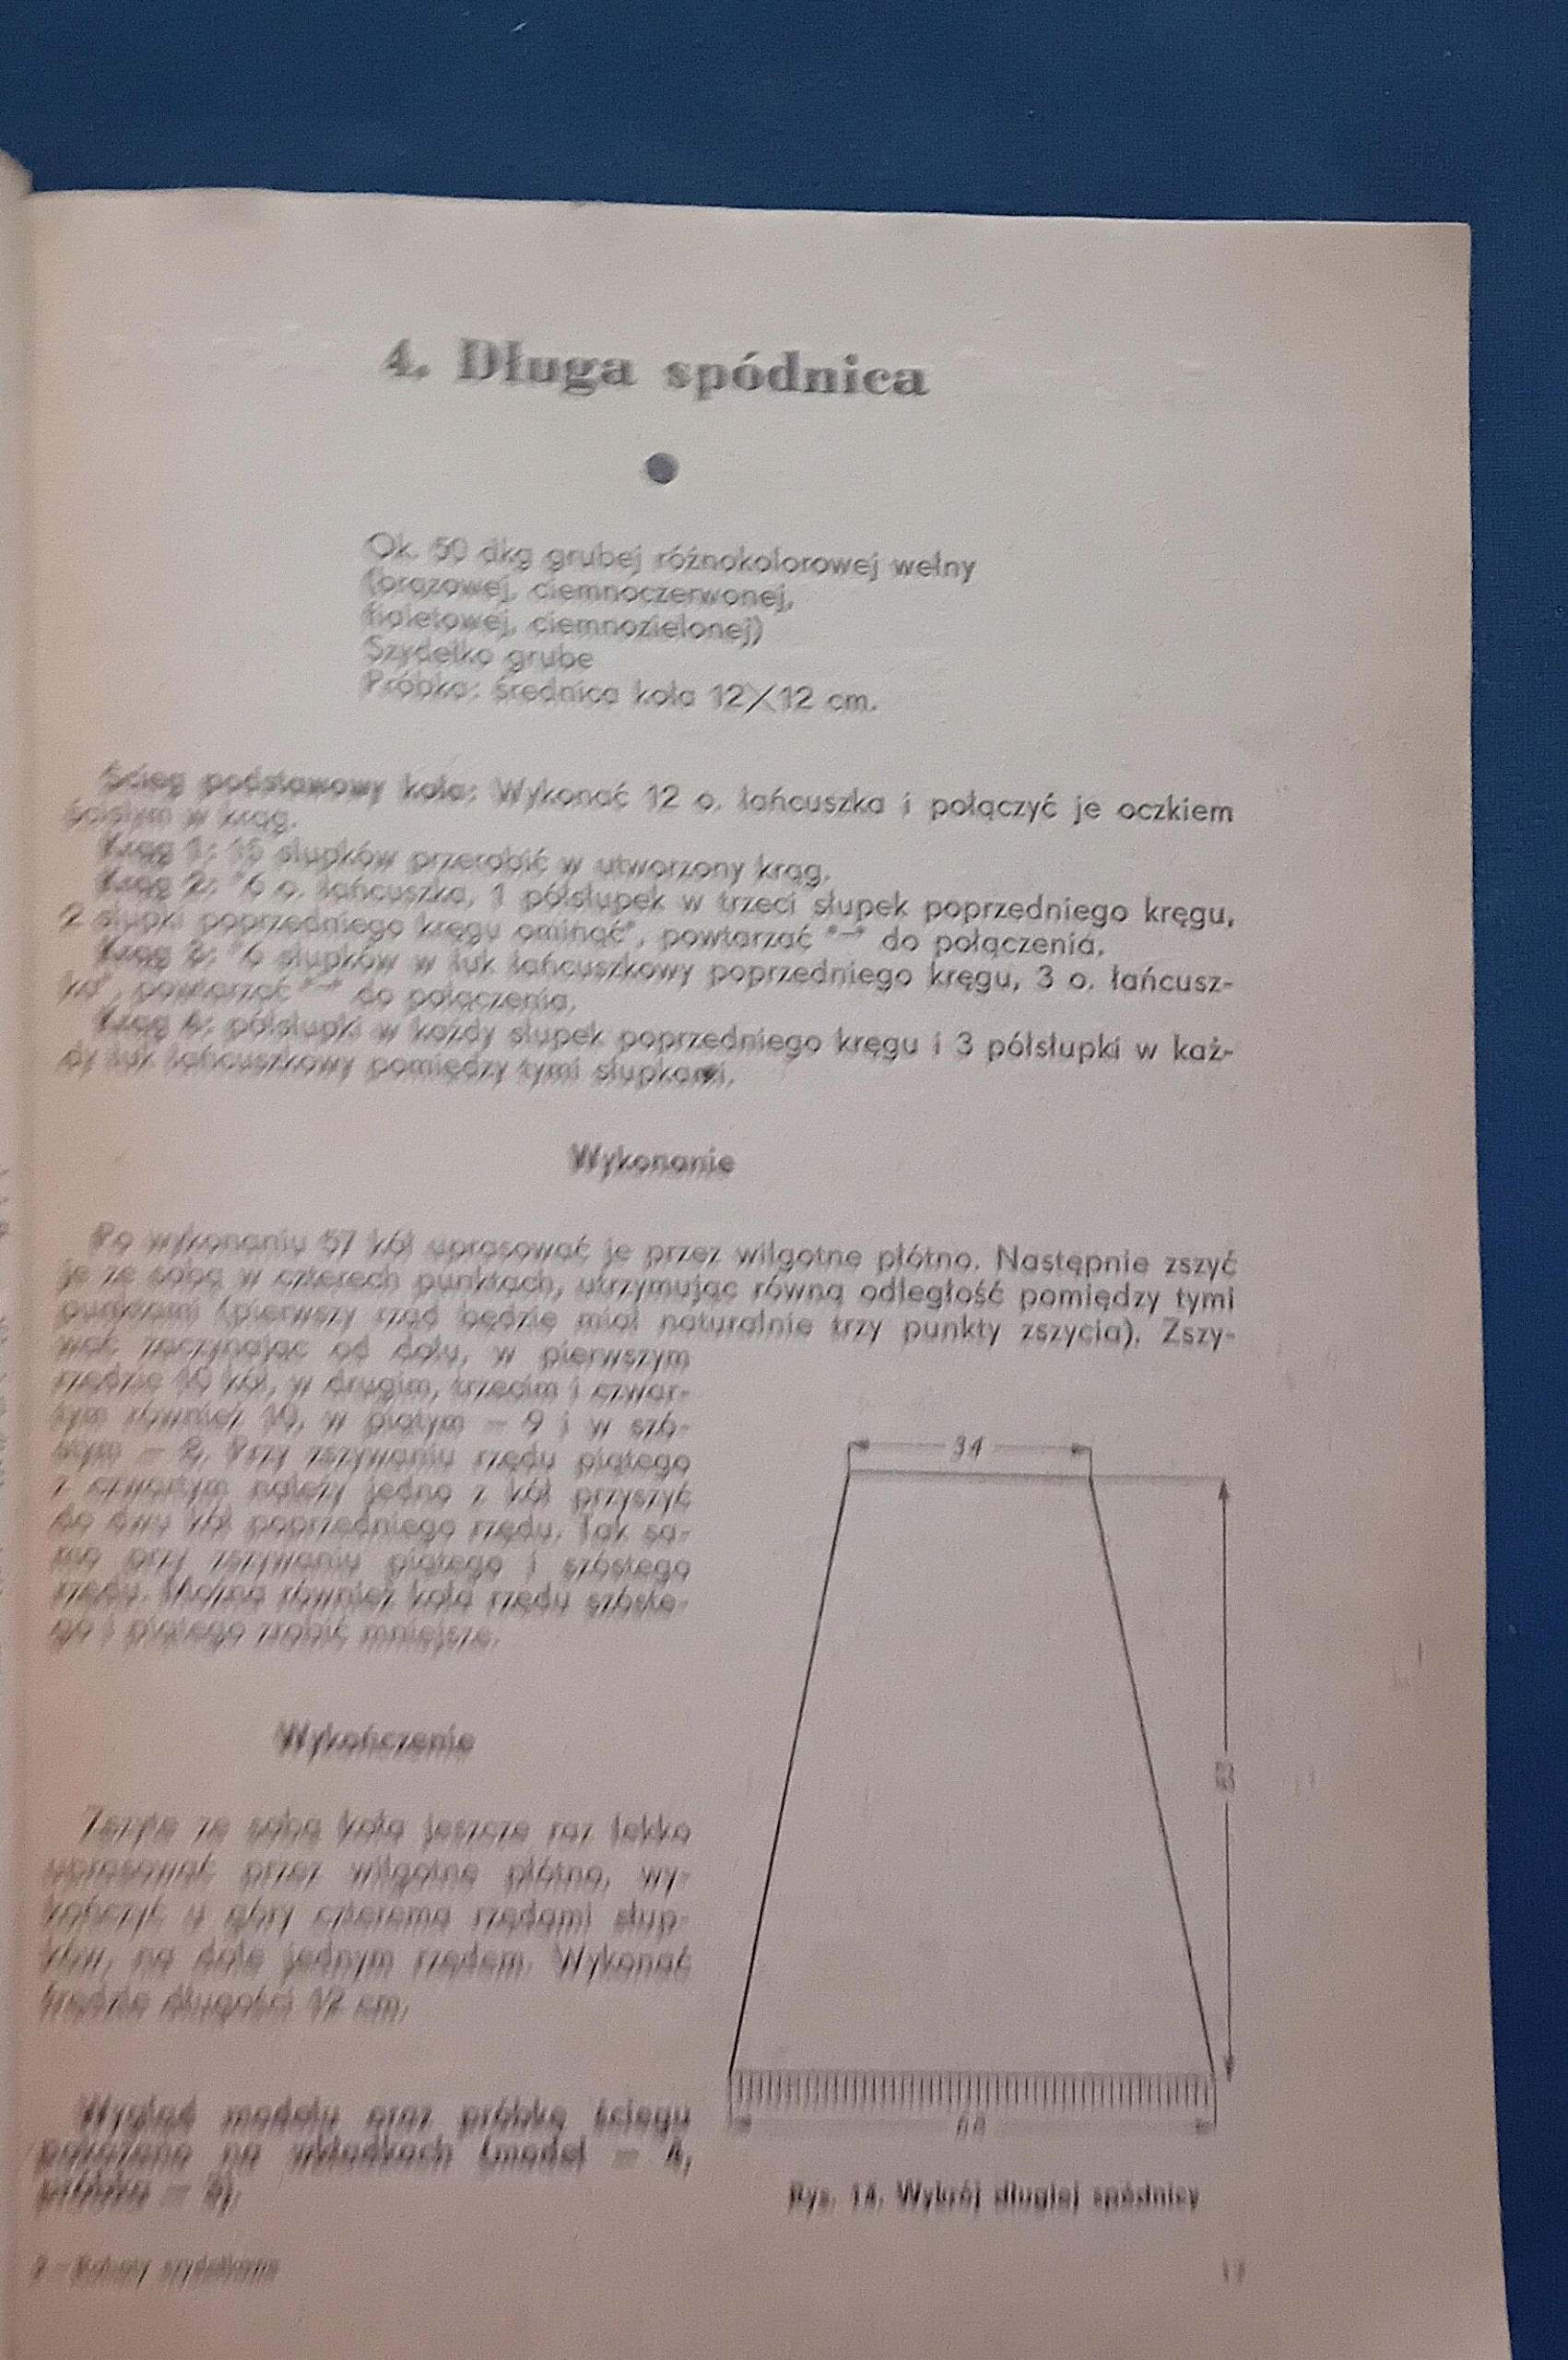 4. Długa spódnica
Ok. 50 dkg grubej różnokolorowej wełny
(brązowej, ciemnoczerwonej,
fioletowej, ciemnozielonej)
Szydełko grube
Próbka: średnica koła 12×12 cm.
Ścieg podstawowy koła: Wykonać 12 o. łańcuszka i połączyć je oczkiem
ścisłym w krąg.
Krąg 1: 15 słupków przerobić w utworzony krąg.
Krąg 2: *6 o. łańcuszka, 1 półsłupek w trzeci słupek poprzedniego kręgu,
2 słupki poprzedniego kręgu ominąć*, powtarzać *—* do połączenia.
Krąg 3: *6 słupków w łuk łańcuszkowy poprzedniego kręgu, 3 o. łańcusz-
ka*, powtarzać *—* do połączenia.
Krąg 4: półsłupki w każdy słupek poprzedniego kręgu i 3 półsłupki w każ-
dy łuk łańcuszkowy pomiędzy tymi słupkami.
Wykonanie
Po wykonaniu 57 kół uprasować je przez wilgotne płótno. Następnie zszyć
je ze sobą w czterech punktach, utrzymując równą odległość pomiędzy tymi
punktami (pierwszy rząd będzie miał naturalnie trzy punkty zszycia). Zszy-
wać zaczynając od dołu, w pierwszym
rzędzie 10 kół, w drugim, trzecim i czwar-
tym również 10, w piątym — 9 i w szó-
stym — 8. Przy zszywaniu rzędu piątego
z czwartym należy jedno z kół przyszyć
do dwu kół poprzedniego rzędu. Tak sa-
mo przy zszywaniu piątego i szóstego
rzędu. Można również koła rzędu szóste-
go i piątego zrobić mniejsze.
Wykończenie
Zszyte ze sobą koła jeszcze raz lekko
uprasować przez wilgotne płótno, wy-
kończyć u góry czterema rzędami słup-
ków, na dole jednym rzędem. Wykonać
frędzle długości 12 cm.
Wygląd modelu oraz próbkę ściegu
pokazano na wkładkach (model — 4,
próbka — ).
34
68
Rys. 14. Wykrój długiej spódnicy
2 — Roboty szydełkowe
17